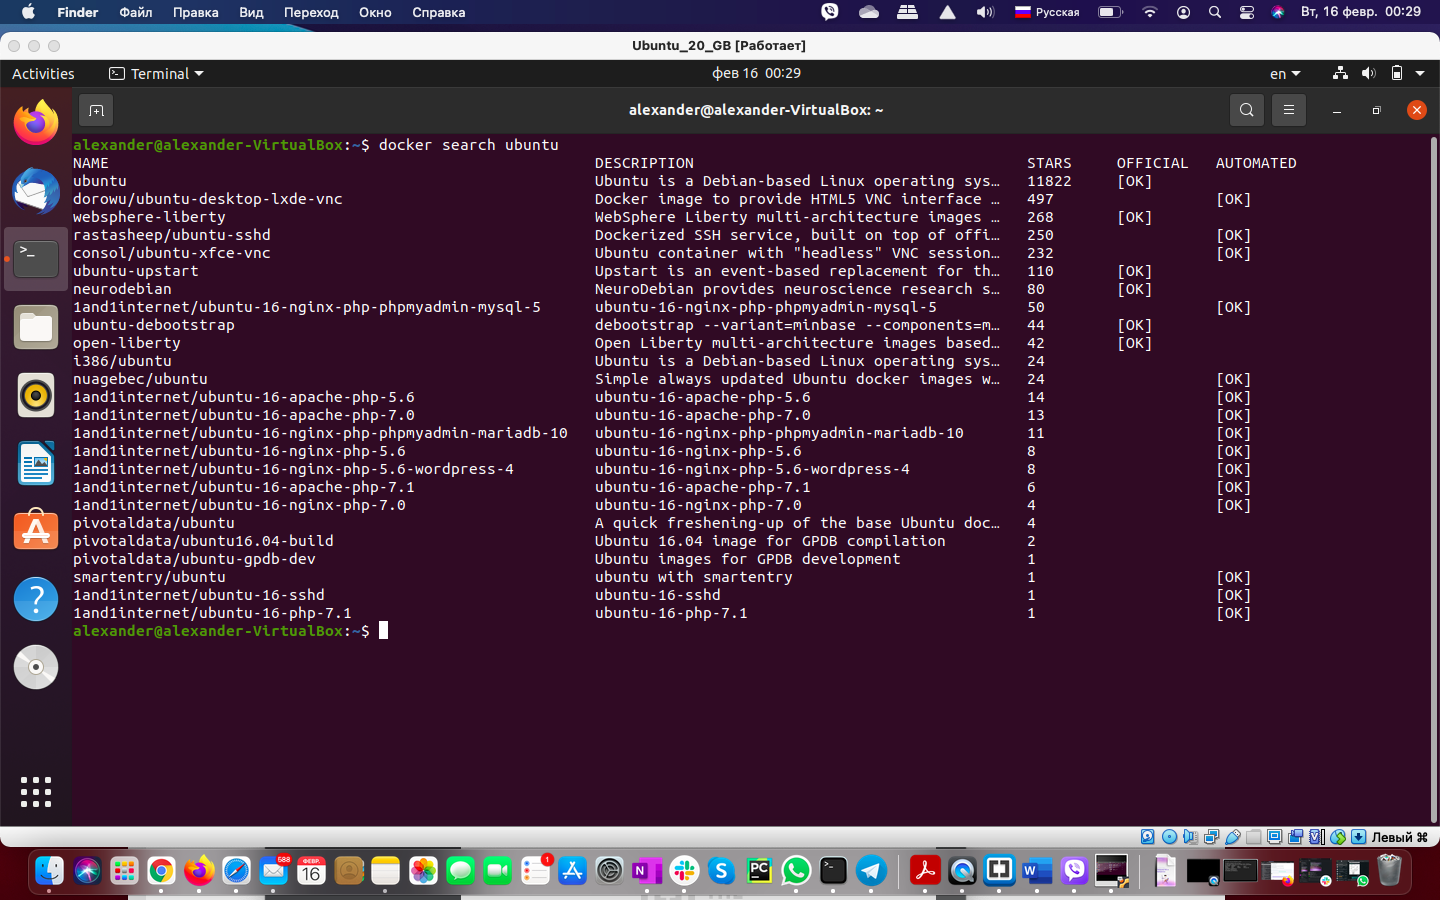 Finder Файл Правка Вид Переход Окно Справка Русская Вт, 16 февр. 00:29
Ubuntu_20_GB [Работает]
Activities Terminal фев 16 00:29 en
alexander@alexander-VirtualBox: ~
alexander@alexander-VirtualBox:~$ docker search ubuntu
NAME DESCRIPTION STARS OFFICIAL AUTOMATED
ubuntu Ubuntu is a Debian-based Linux operating sys… 11822 [OK]
dorowu/ubuntu-desktop-lxde-vnc Docker image to provide HTML5 VNC interface … 497 [OK]
websphere-liberty WebSphere Liberty multi-architecture images … 268 [OK]
rastasheep/ubuntu-sshd Dockerized SSH service, built on top of offi… 250 [OK]
consol/ubuntu-xfce-vnc Ubuntu container with "headless" VNC session… 232 [OK]
ubuntu-upstart Upstart is an event-based replacement for th… 110 [OK]
neurodebian NeuroDebian provides neuroscience research s… 80 [OK]
1and1internet/ubuntu-16-nginx-php-phpmyadmin-mysql-5 ubuntu-16-nginx-php-phpmyadmin-mysql-5 50 [OK]
ubuntu-debootstrap debootstrap --variant=minbase --components=m… 44 [OK]
open-liberty Open Liberty multi-architecture images based… 42 [OK]
i386/ubuntu Ubuntu is a Debian-based Linux operating sys… 24
nuagebec/ubuntu Simple always updated Ubuntu docker images w… 24 [OK]
1and1internet/ubuntu-16-apache-php-5.6 ubuntu-16-apache-php-5.6 14 [OK]
1and1internet/ubuntu-16-apache-php-7.0 ubuntu-16-apache-php-7.0 13 [OK]
1and1internet/ubuntu-16-nginx-php-phpmyadmin-mariadb-10 ubuntu-16-nginx-php-phpmyadmin-mariadb-10 11 [OK]
1and1internet/ubuntu-16-nginx-php-5.6 ubuntu-16-nginx-php-5.6 8 [OK]
1and1internet/ubuntu-16-nginx-php-5.6-wordpress-4 ubuntu-16-nginx-php-5.6-wordpress-4 8 [OK]
1and1internet/ubuntu-16-apache-php-7.1 ubuntu-16-apache-php-7.1 6 [OK]
1and1internet/ubuntu-16-nginx-php-7.0 ubuntu-16-nginx-php-7.0 4 [OK]
pivotaldata/ubuntu A quick freshening-up of the base Ubuntu doc… 4
pivotaldata/ubuntu16.04-build Ubuntu 16.04 image for GPDB compilation 2
pivotaldata/ubuntu-gpdb-dev Ubuntu images for GPDB development 1
smartentry/ubuntu ubuntu with smartentry 1 [OK]
1and1internet/ubuntu-16-sshd ubuntu-16-sshd 1 [OK]
1and1internet/ubuntu-16-php-7.1 ubuntu-16-php-7.1 1 [OK]
alexander@alexander-VirtualBox:~$
Левый ⌘
588 ФЕВР. 16 1